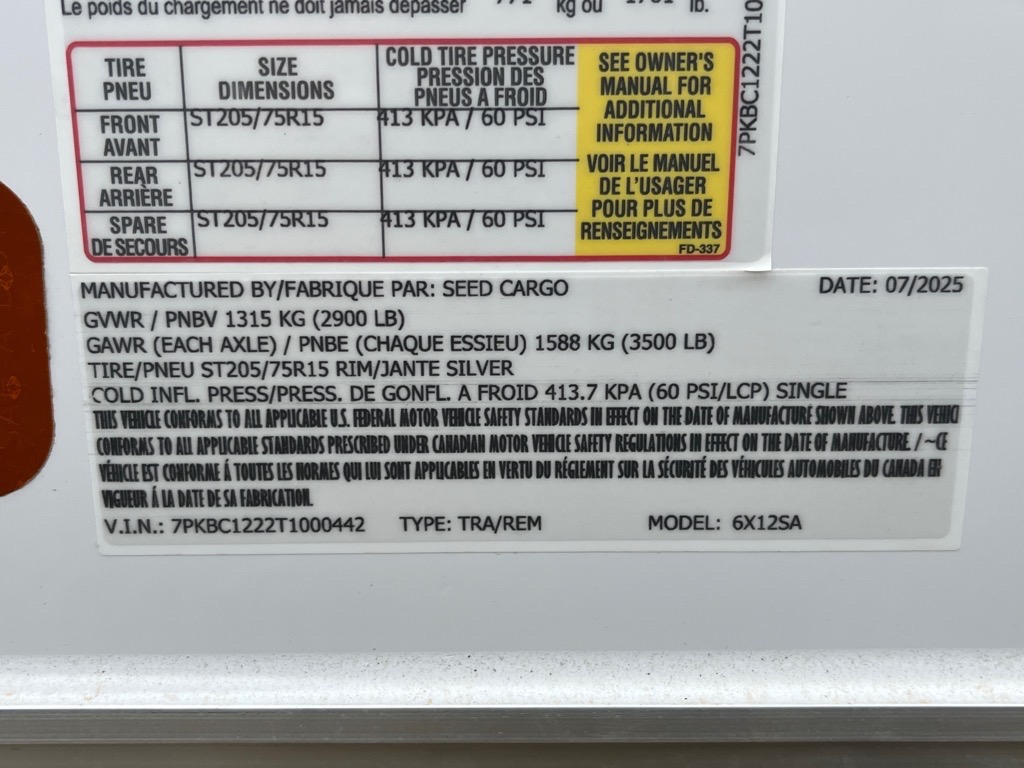 Le poids du chargement ne doit jamais dépasser kg ou lb.
TIRE
PNEU
SIZE
DIMENSIONS
COLD TIRE PRESSURE
PRESSION DES
PNEUS A FROID
FRONT
AVANT
ST205/75R15
413 KPA / 60 PSI
REAR
ARRIÈRE
ST205/75R15
413 KPA / 60 PSI
SPARE
DE SECOURS
ST205/75R15
413 KPA / 60 PSI
SEE OWNER'S
MANUAL FOR
ADDITIONAL
INFORMATION
VOIR LE MANUEL
DE L'USAGER
POUR PLUS DE
RENSEIGNEMENTS
FD-337
7PKBC1222T10
MANUFACTURED BY/FABRIQUE PAR: SEED CARGO DATE: 07/2025
GVWR / PNBV 1315 KG (2900 LB)
GAWR (EACH AXLE) / PNBE (CHAQUE ESSIEU) 1588 KG (3500 LB)
TIRE/PNEU ST205/75R15 RIM/JANTE SILVER
COLD INFL. PRESS/PRESS. DE GONFL. A FROID 413.7 KPA (60 PSI/LCP) SINGLE
THIS VEHICLE CONFORMS TO ALL APPLICABLE U.S. FEDERAL MOTOR VEHICLE SAFETY STANDARDS IN EFFECT ON THE DATE OF MANUFACTURE SHOWN ABOVE. THIS VEHICL
CONFORMS TO ALL APPLICABLE STANDARDS PRESCRIBED UNDER CANADIAN MOTOR VEHICLE SAFETY REGULATIONS IN EFFECT ON THE DATE OF MANUFACTURE. / ~CE
VÉHICLE EST CONFORME Á TOUTES LES NORMES QUI LUI SONT APPLICABLES EN VERTU DU RÉGIEMENT SUR LA SÉCURITÉ DES VÉHICULES AUTOMOBILES DU CANADA EN
VIGUEUR Á LA DATE DE SA FABRICATION.
V.I.N.: 7PKBC1222T1000442 TYPE: TRA/REM MODEL: 6X12SA